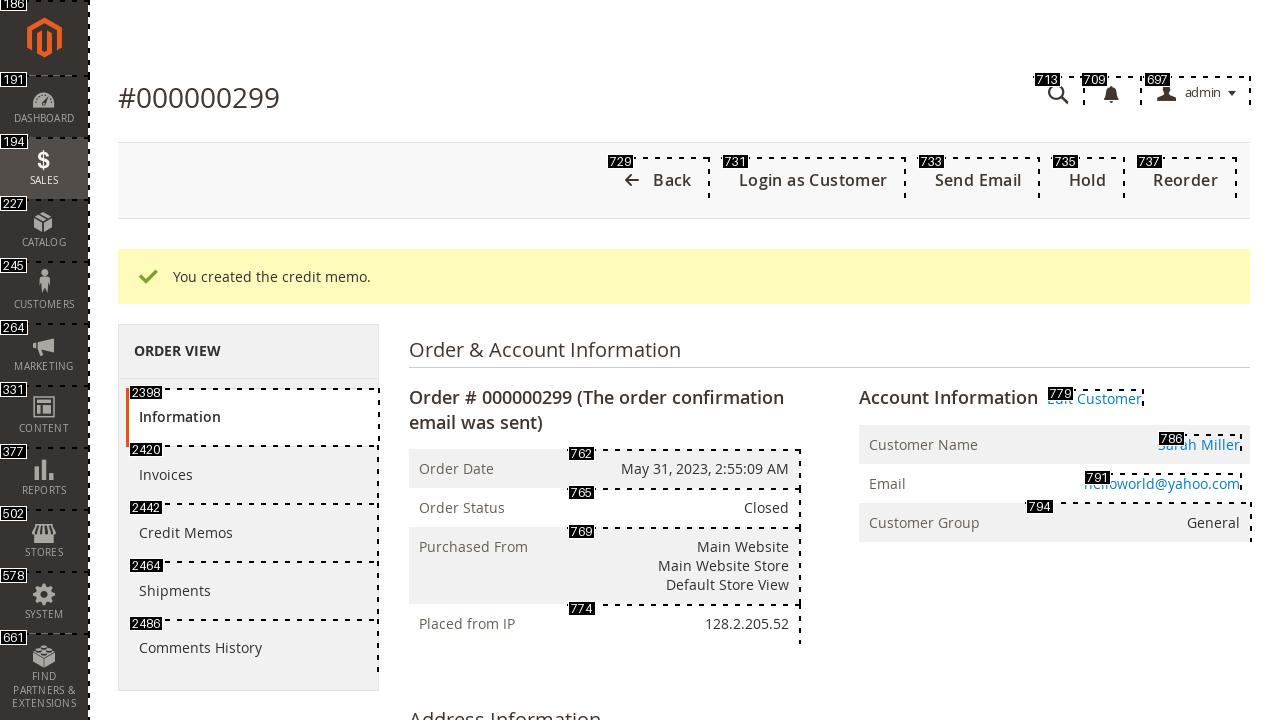 186
191
DASHBOARD
194
SALES
227
CATALOG
245
CUSTOMERS
264
MARKETING
331
CONTENT
377
REPORTS
502
STORES
578
SYSTEM
661
FIND
PARTNERS &
EXTENSIONS
#000000299
713
709
697
admin
729
Back
731
Login as Customer
733
Send Email
735
Hold
737
Reorder
You created the credit memo.
ORDER VIEW
2398
Information
2420
Invoices
2442
Credit Memos
2464
Shipments
2486
Comments History
Order & Account Information
Order # 000000299 (The order confirmation
email was sent)
762
Order Date May 31, 2023, 2:55:09 AM
765
Order Status Closed
769
Purchased From Main Website
Main Website Store
Default Store View
774
Placed from IP 128.2.205.52
Account Information
779
Edit Customer
786
Customer Name Sarah Miller
791
Email helloworld@yahoo.com
794
Customer Group General
Address Information